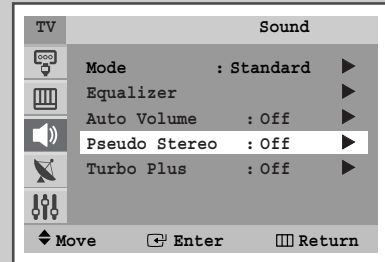 TV Sound
Mode : Standard
Equalizer
Auto Volume : Off
Pseudo Stereo : Off
Turbo Plus : Off
Move Enter Return